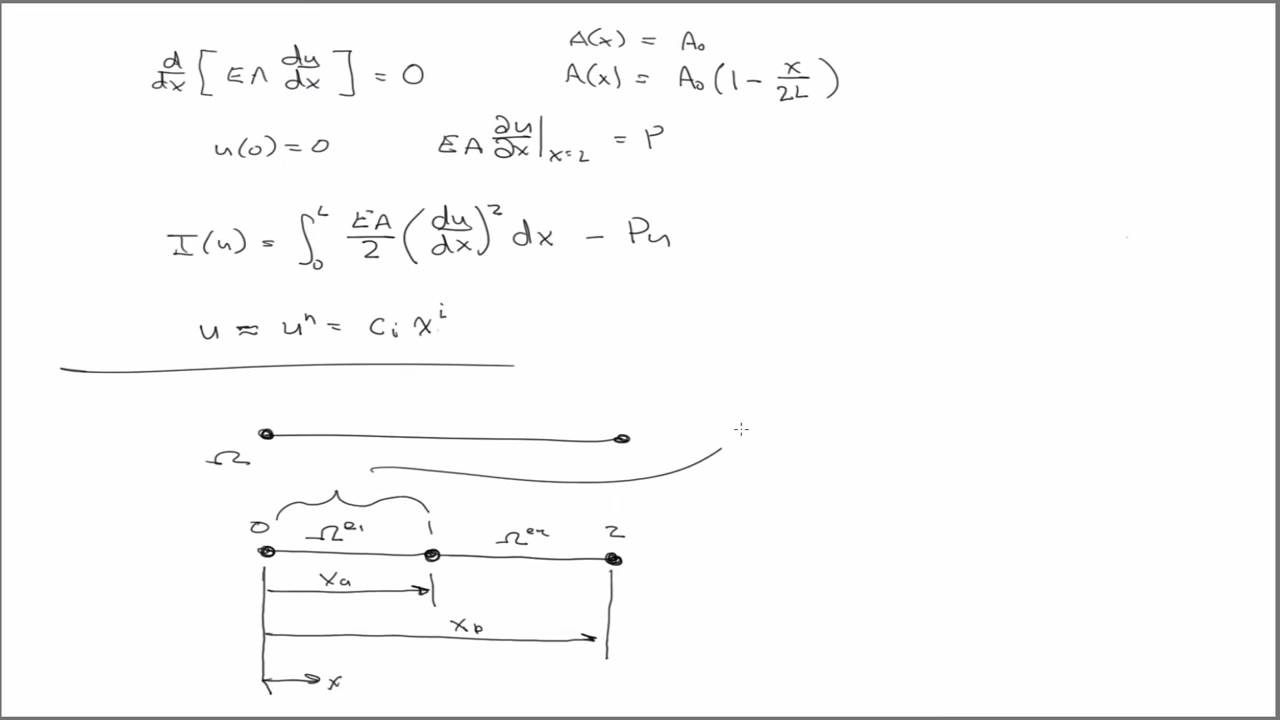 d/dx [EA du/dx] = 0
A(x) = A₀
A(x) = A₀(1 - x/2L)
u(0) = 0
EA ∂u/∂x|ₓ₌₂ = P
I(u) = ∫₀ᴸ EA/2 (du/dx)² dx - Pu
u ≈ uⁿ = cᵢ xⁱ
Ω
0 Ωᵉ¹ 1 Ωᵉ² 2
xₐ
x_b
x